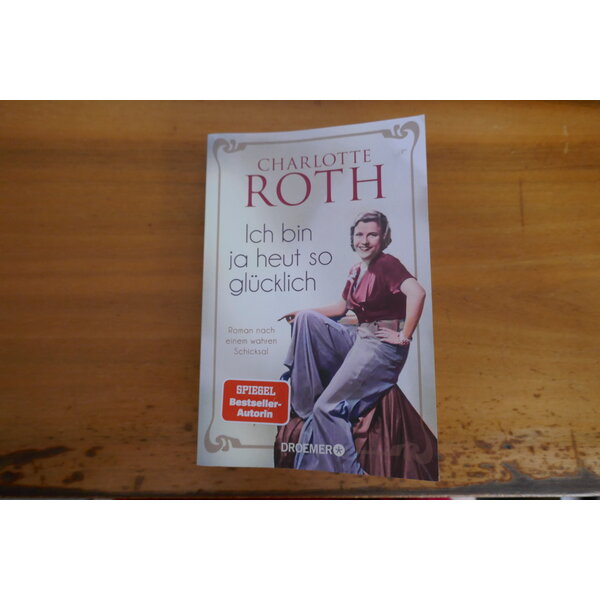 CHARLOTTE
ROTH
Ich bin
ja heut so
glücklich
Roman nach
einem wahren
Schicksal
SPIEGEL
Bestseller-
Autorin
DROEMER